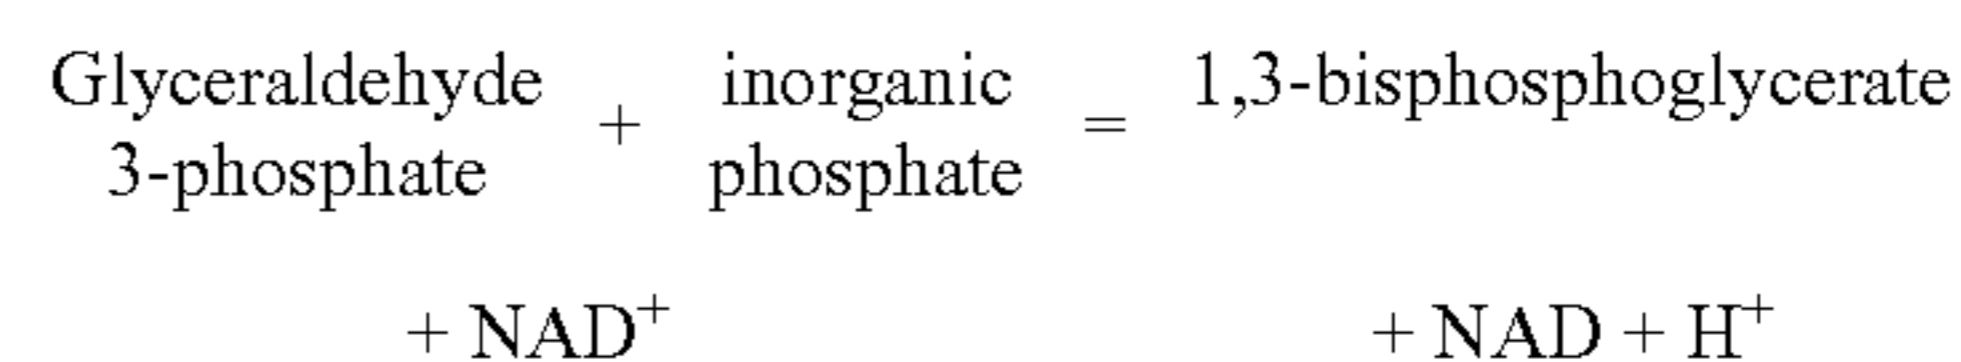 Glyceraldehyde + inorganic = 1,3-bisphosphoglycerate
3-phosphate phosphate
+ NAD⁺ + NAD + H⁺